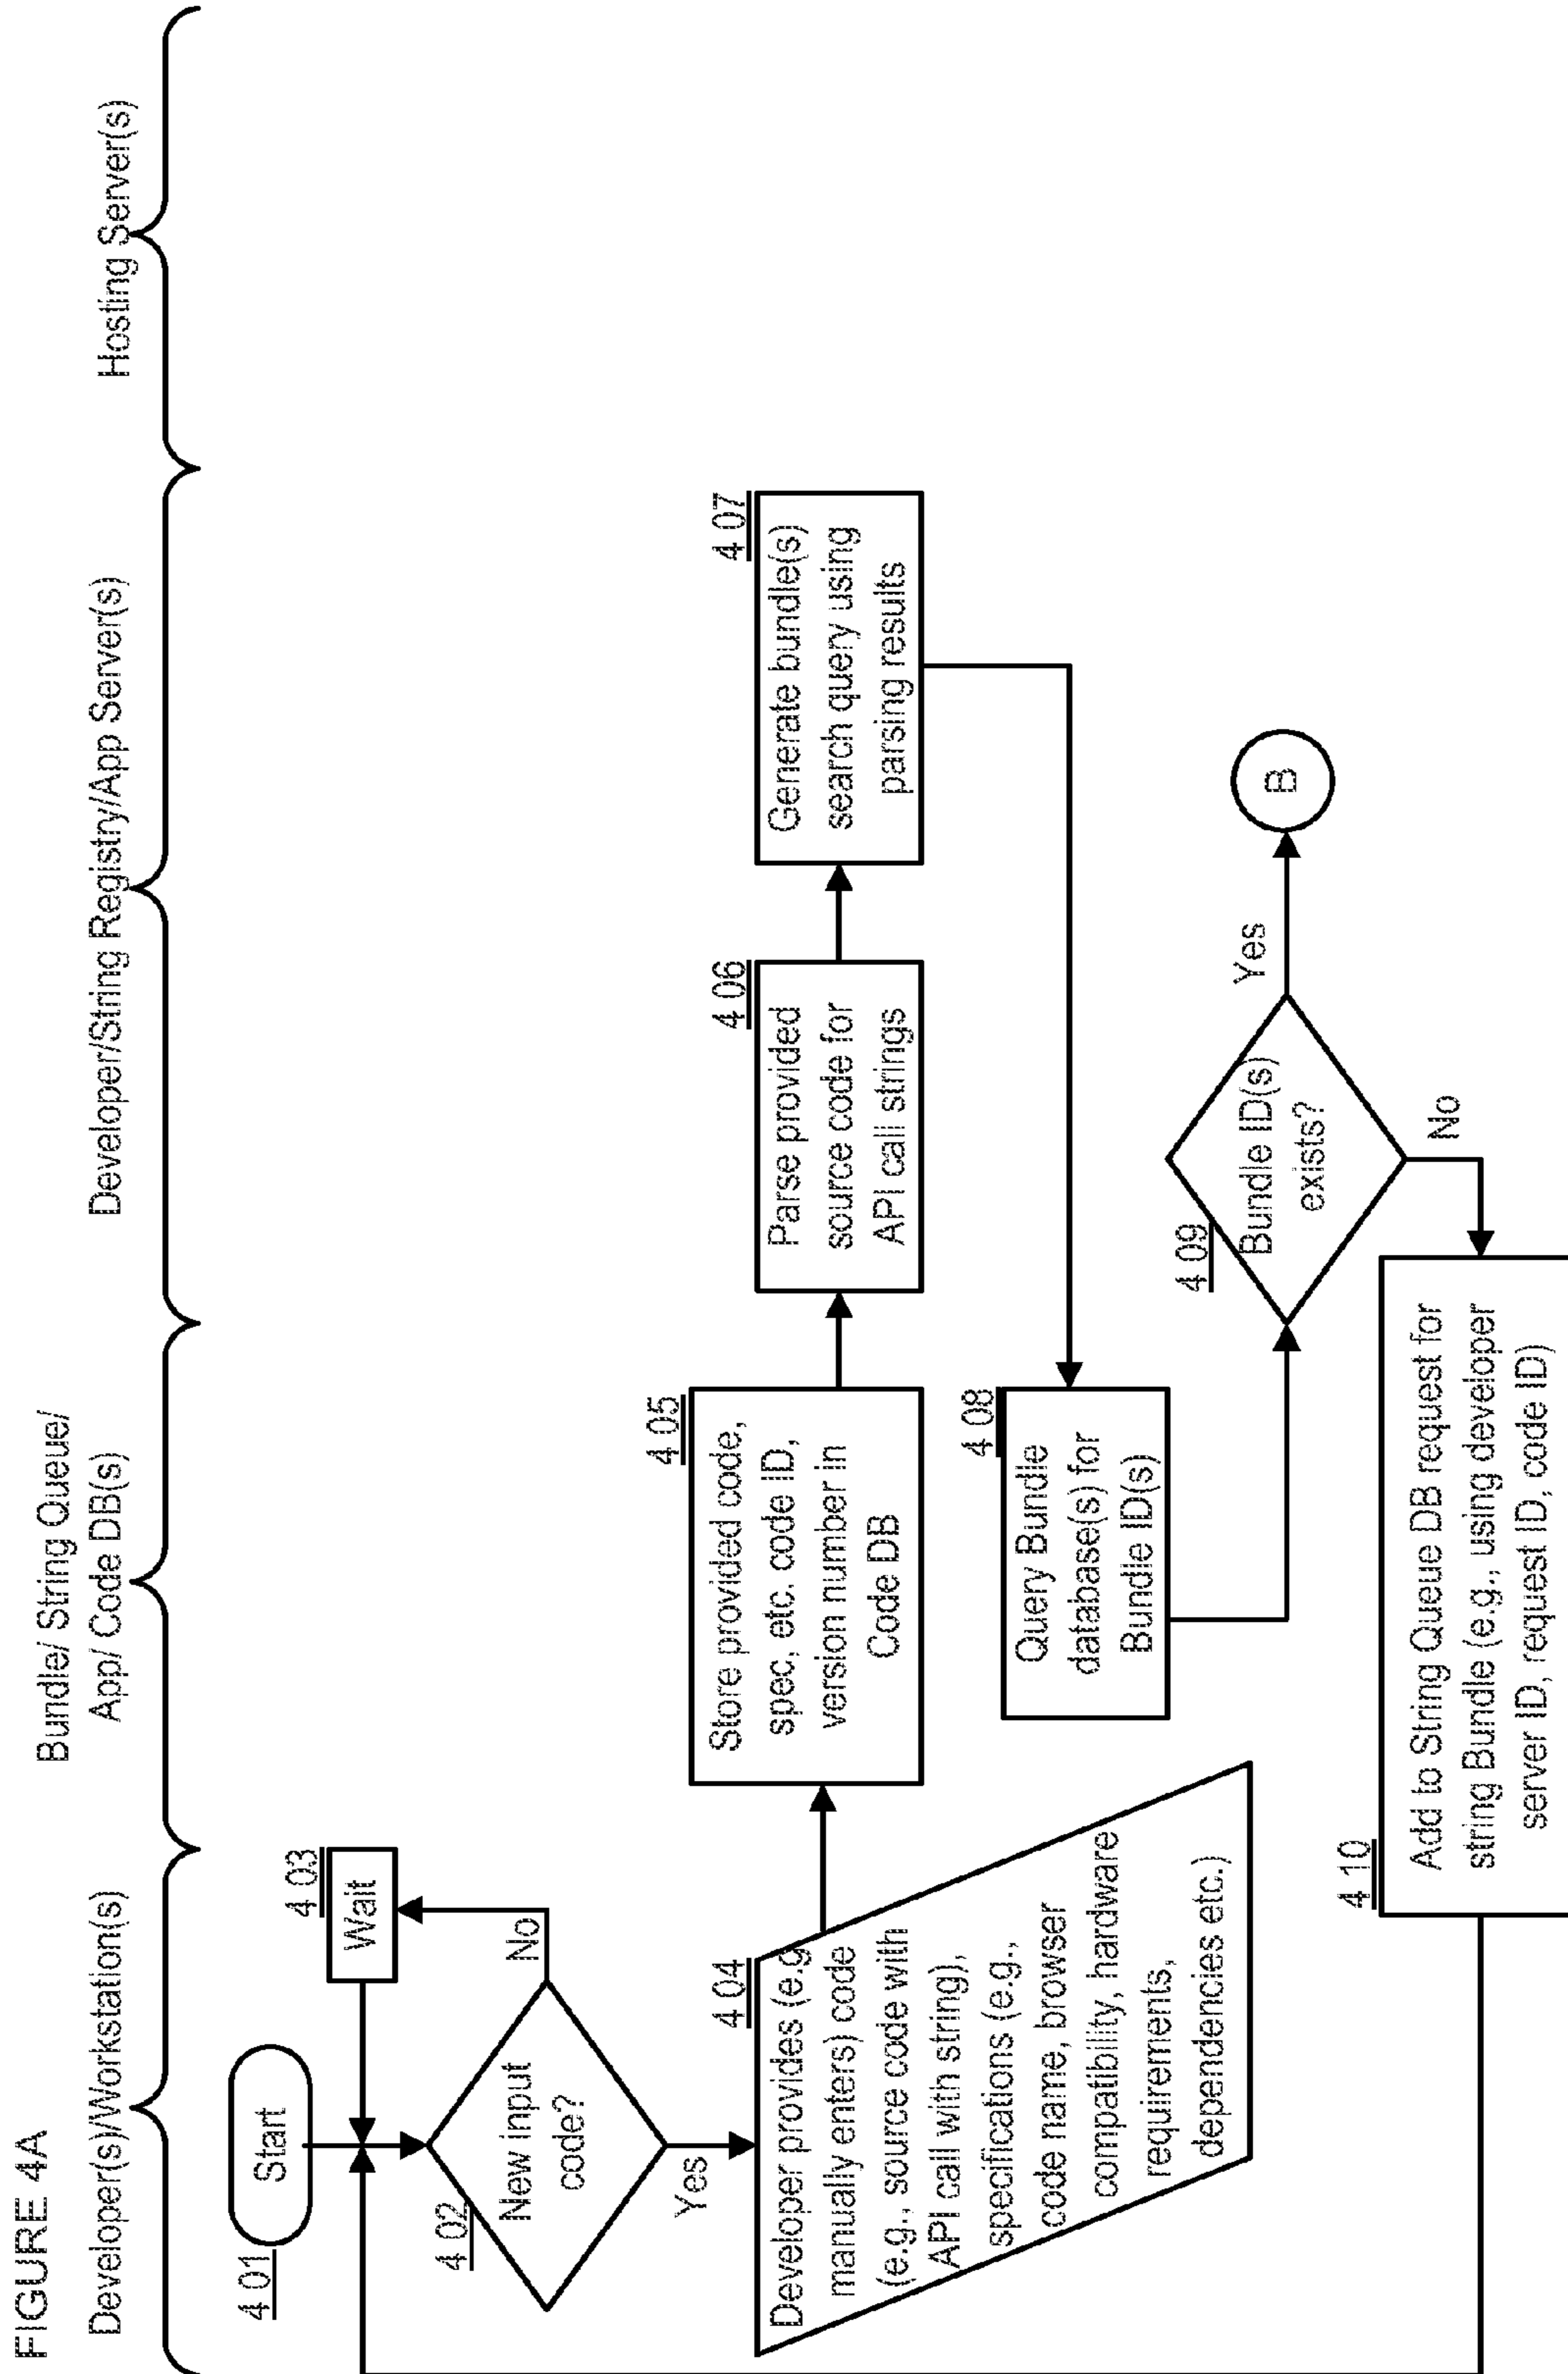 FIGURE 4A
Developer(s)/Workstation(s)
Bundle/ String Queue/
App/ Code DB(s)
Developer/String Registry/App Server(s)
Hosting Server(s)
4 01
Start
4 03
Wait
4 02
New input
code?
No
Yes
4 04
Developer provides (e.g
manually enters) code
(e.g., source code with
API call with string),
specifications (e.g.,
code name, browser
compatibility, hardware
requirements,
dependencies etc.)
4 05
Store provided code,
spec, etc. code ID,
version number in
Code DB
4 06
Parse provided
source code for
API call strings
4 07
Generate bundle(s)
search query using
parsing results
4 08
Query Bundle
database(s) for
Bundle ID(s)
4 09
Bundle ID(s)
exists?
Yes
B
No
4 10
Add to String Queue DB request for
string Bundle (e.g., using developer
server ID, request ID, code ID)